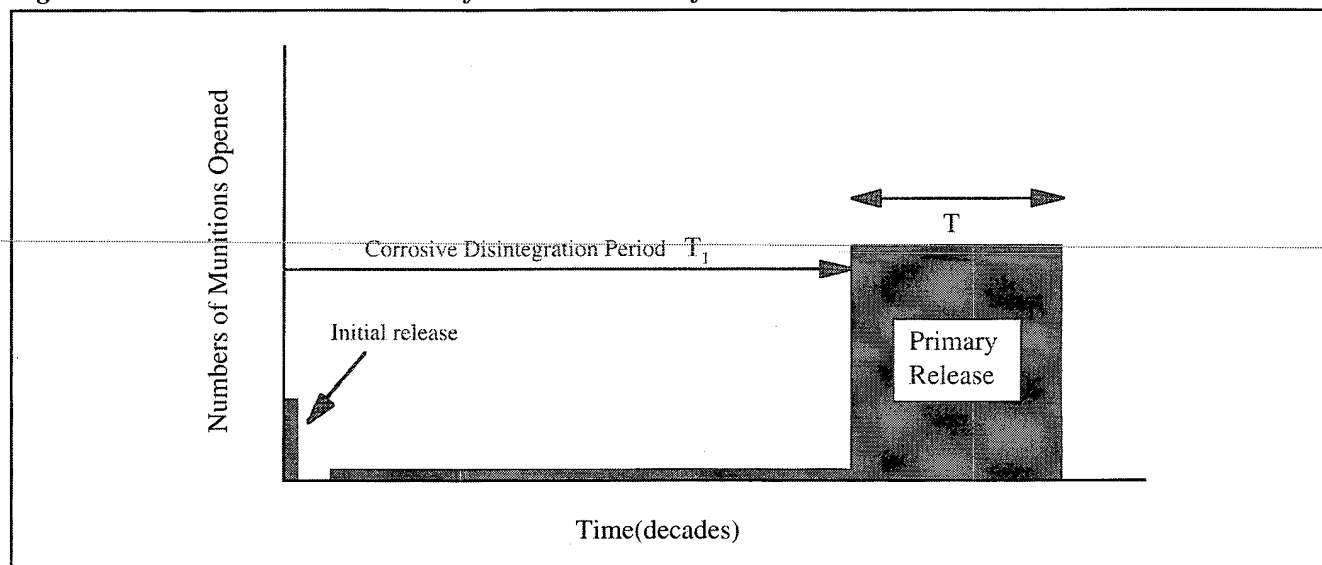 Numbers of Munitions Opened
T
Corrosive Disintegration Period T1
Initial release
Primary
Release
Time(decades)